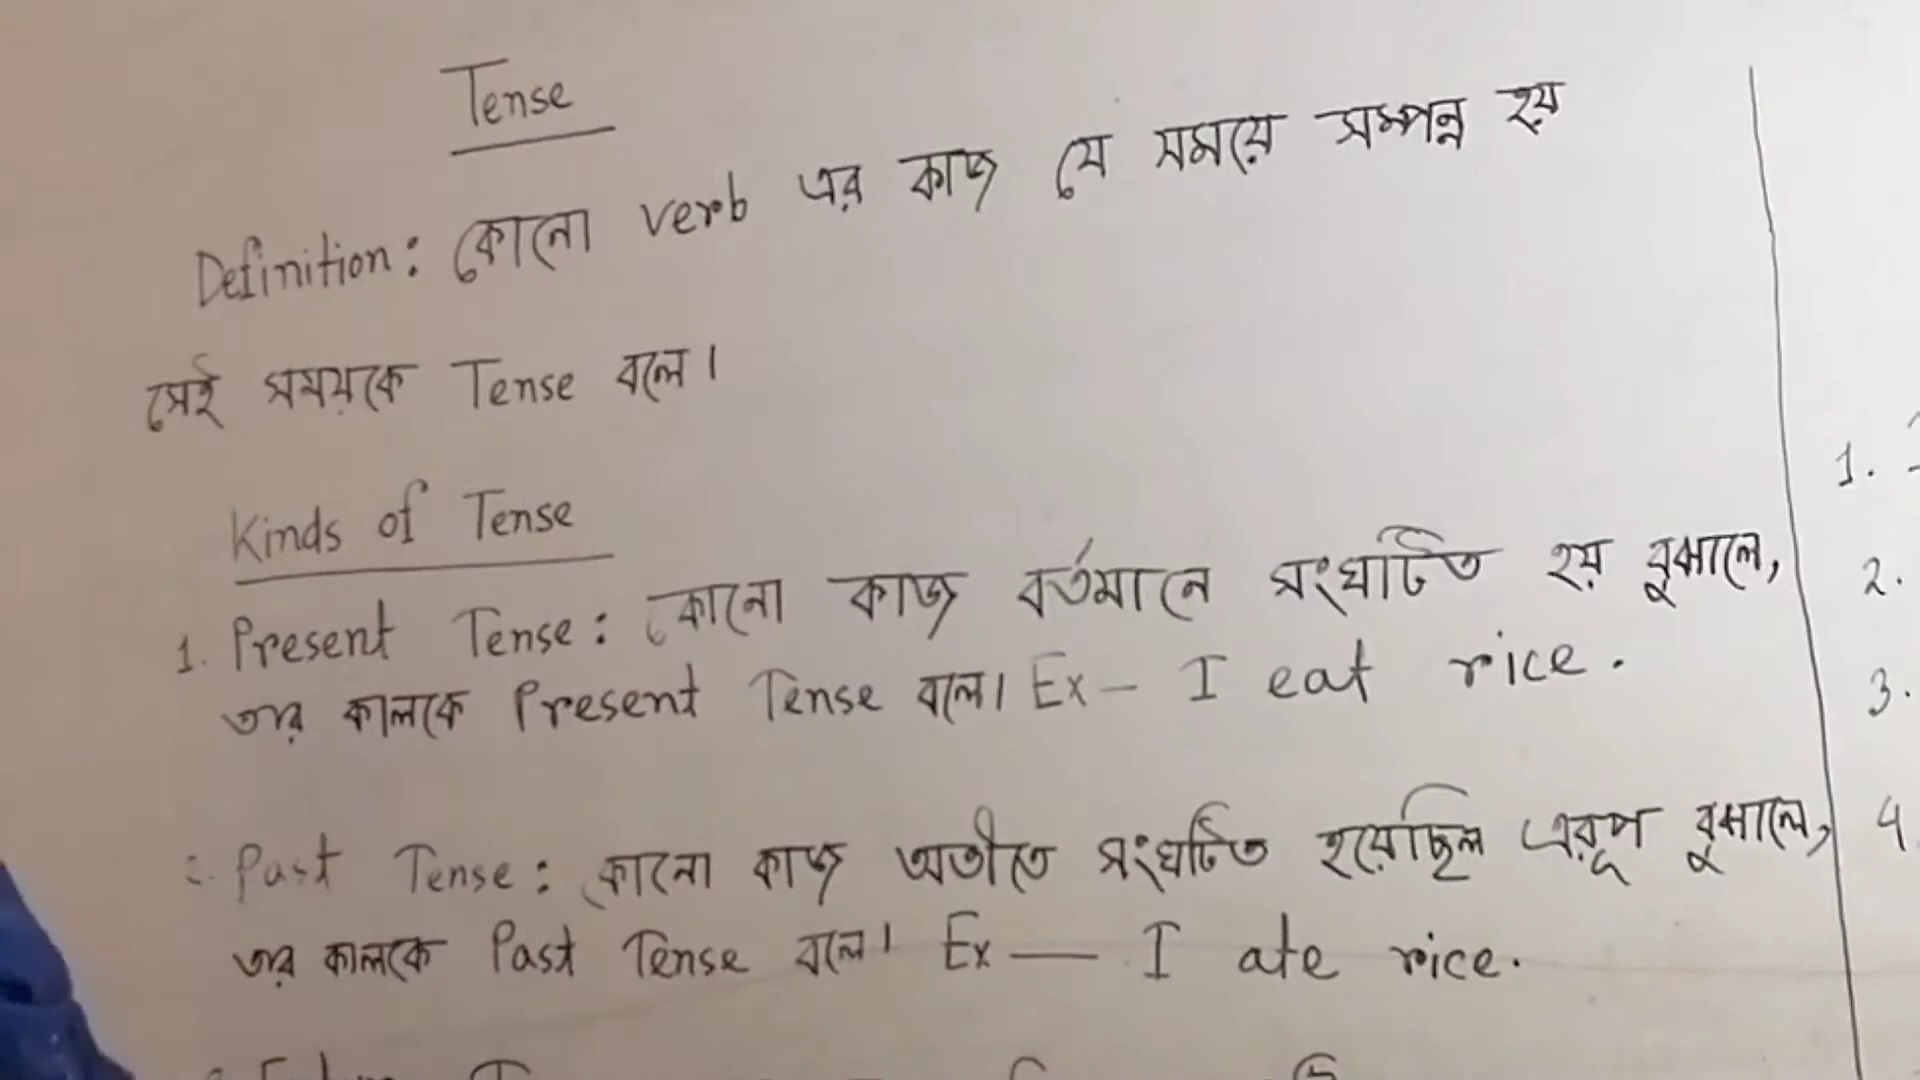 Tense
Definition: কোনো verb এর কাজ যে সময়ে সম্পন্ন হয়
সেই সময়কে Tense বলে।
Kinds of Tense
1. Present Tense: কোনো কাজ বর্তমানে সংঘটিত হয় বুঝালে,
তার কালকে Present Tense বলে। Ex- I eat rice.
Past Tense: কোনো কাজ অতীতে সংঘটিত হয়েছিল এরূপ বুঝালে,
তার কালকে Past Tense বলে। Ex — I ate rice.
1.
2.
3.
4.